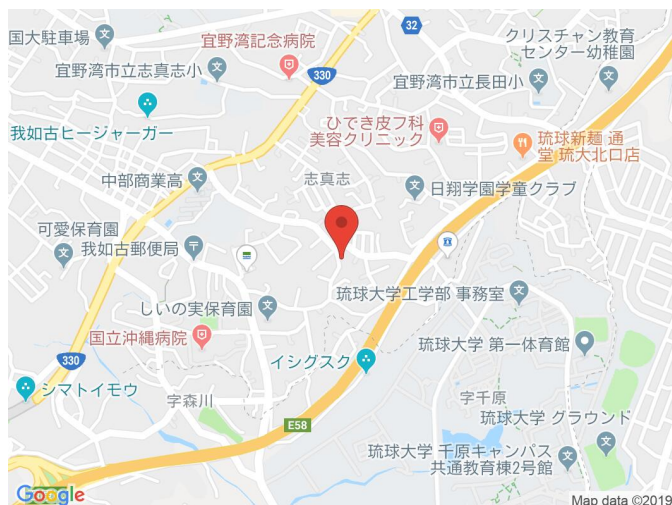 国大駐車場
宜野湾記念病院
32
クリスチャン教育
センター幼稚園
宜野湾市立志真志小
330
宜野湾市立長田小
我如古ヒージャーガー
ひでき皮フ科
美容クリニック
琉球新麺 通
堂 琉大北口店
中部商業高
志真志
日翔学園学童クラブ
可愛保育園
我如古郵便局
琉球大学工学部 事務室
しいの実保育園
国立沖縄病院
琉球大学 第一体育館
330
イシグスク
シマトイモウ
字森川
字千原
琉球大学 グラウンド
E58
琉球大学 千原キャンパス
共通教育棟2号館
Google
Map data ©2019